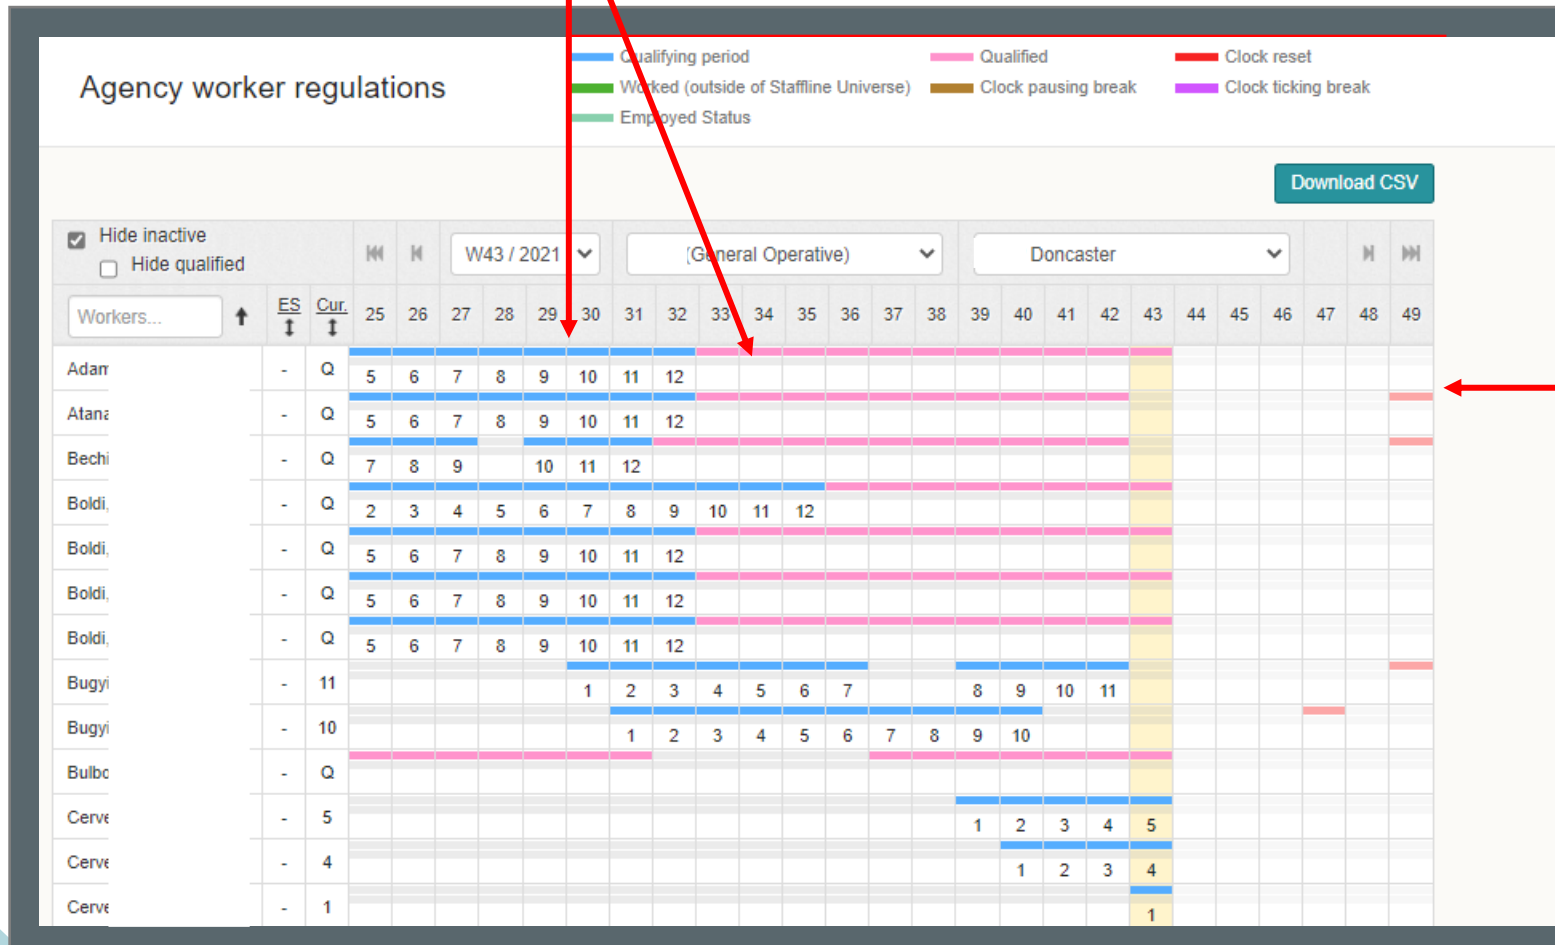 Agency worker regulations
Qualifying period
Qualified
Clock reset
Worked (outside of Staffline Universe)
Clock pausing break
Clock ticking break
Employed Status
Download CSV
Hide inactive
Hide qualified
W43 / 2021
(General Operative)
Doncaster
Workers... ES Cur. 25 26 27 28 29 30 31 32 33 34 35 36 37 38 39 40 41 42 43 44 45 46 47 48 49
Adam - Q 5 6 7 8 9 10 11 12
Atana - Q 5 6 7 8 9 10 11 12
Bechi - Q 7 8 9 10 11 12
Boldi, - Q 2 3 4 5 6 7 8 9 10 11 12
Boldi, - Q 5 6 7 8 9 10 11 12
Boldi, - Q 5 6 7 8 9 10 11 12
Boldi, - Q 5 6 7 8 9 10 11 12
Bugyi - 11 1 2 3 4 5 6 7 8 9 10 11
Bugyi - 10 1 2 3 4 5 6 7 8 9 10
Bulbo - Q
Cerve - 5 1 2 3 4 5
Cerve - 4 1 2 3 4
Cerve - 1 1